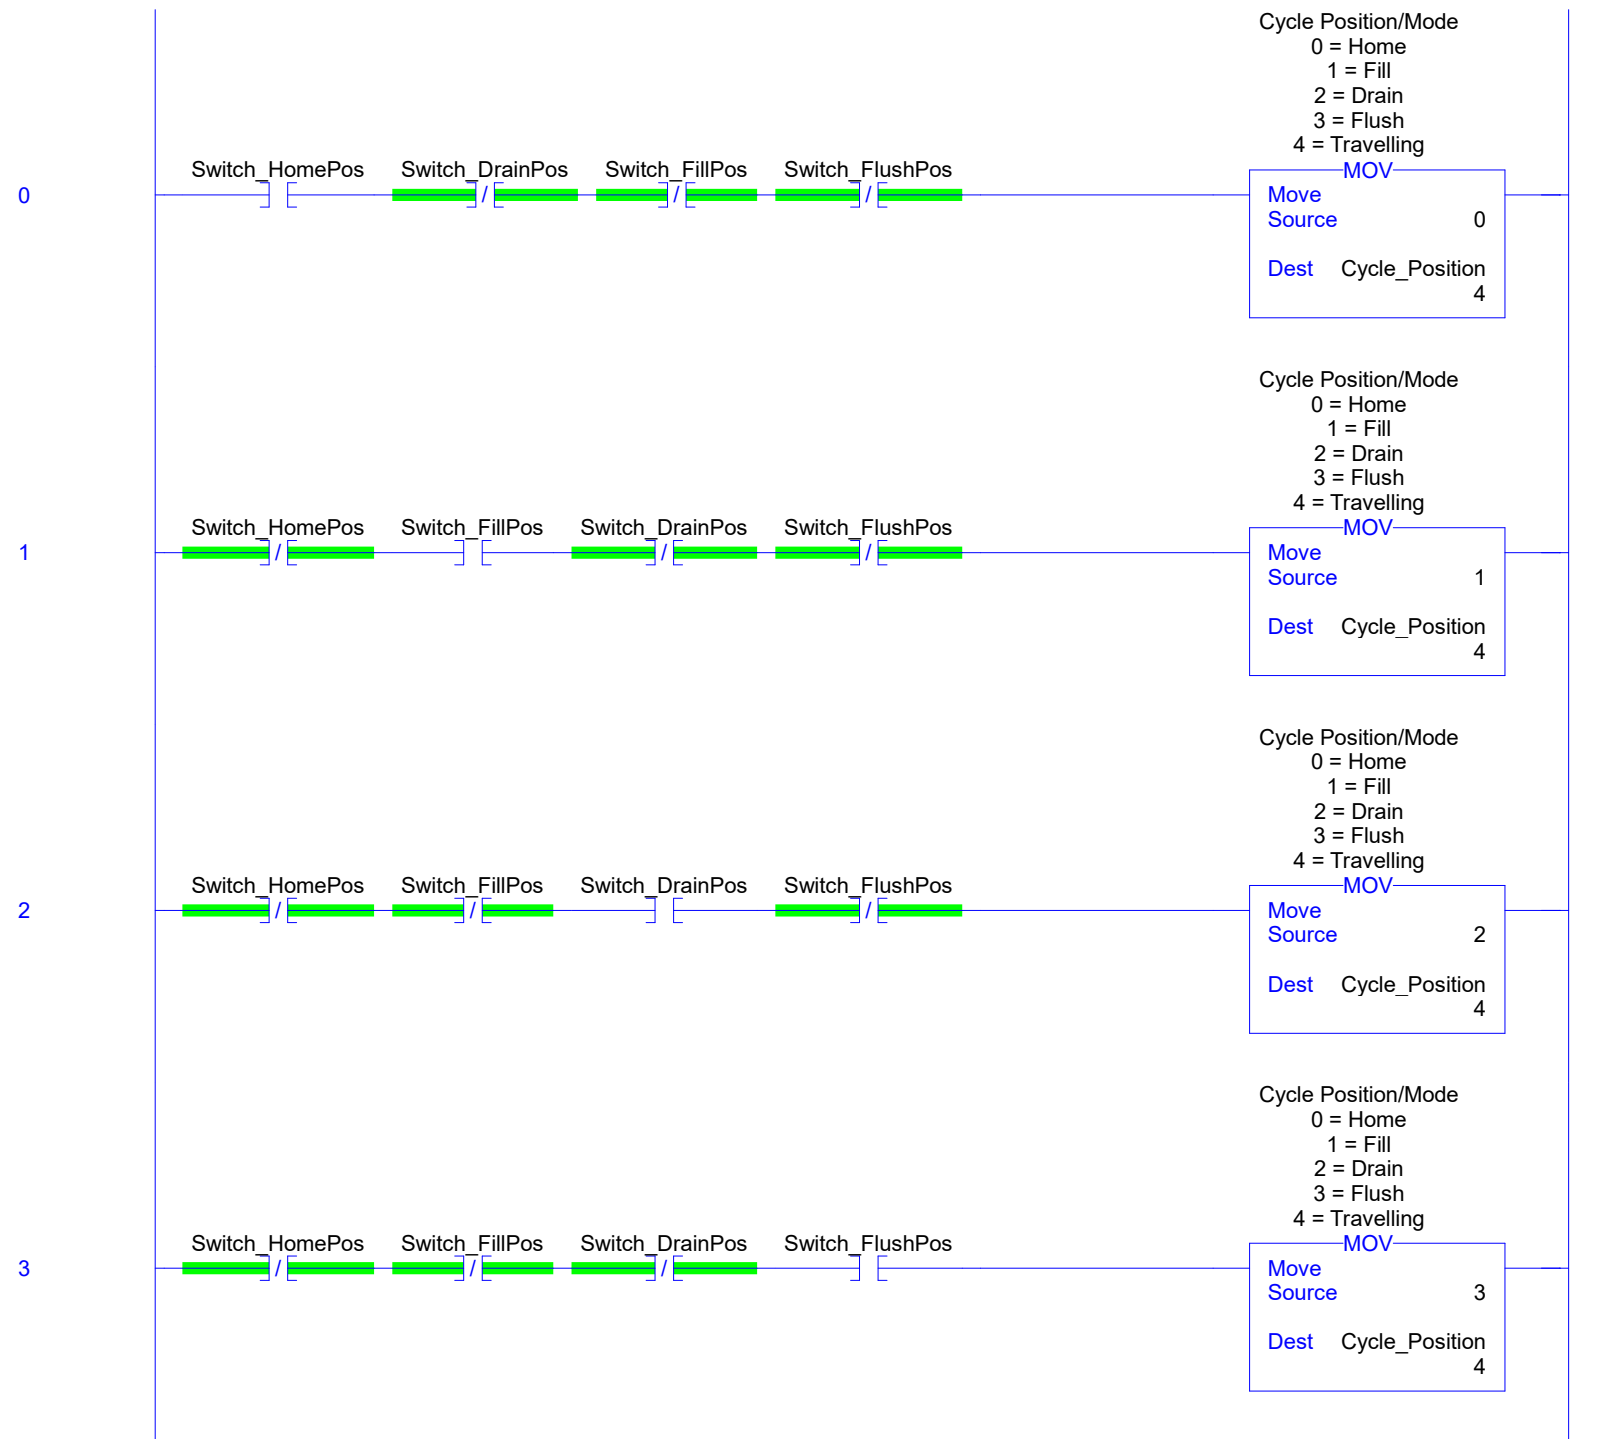 Cycle Position/Mode
0 = Home
1 = Fill
2 = Drain
3 = Flush
4 = Travelling
Switch_HomePos Switch_DrainPos Switch_FillPos Switch_FlushPos MOV
0 / / / Move
Source 0
Dest Cycle_Position
4
Cycle Position/Mode
0 = Home
1 = Fill
2 = Drain
3 = Flush
4 = Travelling
Switch_HomePos Switch_FillPos Switch_DrainPos Switch_FlushPos MOV
1 / / / Move
Source 1
Dest Cycle_Position
4
Cycle Position/Mode
0 = Home
1 = Fill
2 = Drain
3 = Flush
4 = Travelling
Switch_HomePos Switch_FillPos Switch_DrainPos Switch_FlushPos MOV
2 / / / Move
Source 2
Dest Cycle_Position
4
Cycle Position/Mode
0 = Home
1 = Fill
2 = Drain
3 = Flush
4 = Travelling
Switch_HomePos Switch_FillPos Switch_DrainPos Switch_FlushPos MOV
3 / / / Move
Source 3
Dest Cycle_Position
4